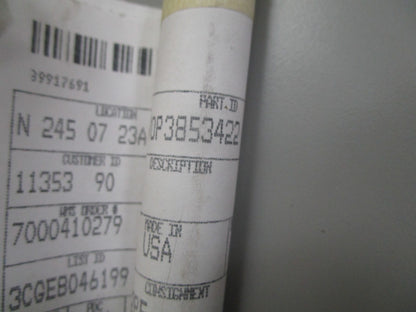 39917691
LOCATION
N 245 07 23A
CUSTOMER ID
11353 90
WMS ORDER #
7000410279
LIST ID
3CGEB046199
MART.ID
0P3853422
DESCRIPTION
MADE IN
USA
CONSIGNMENT